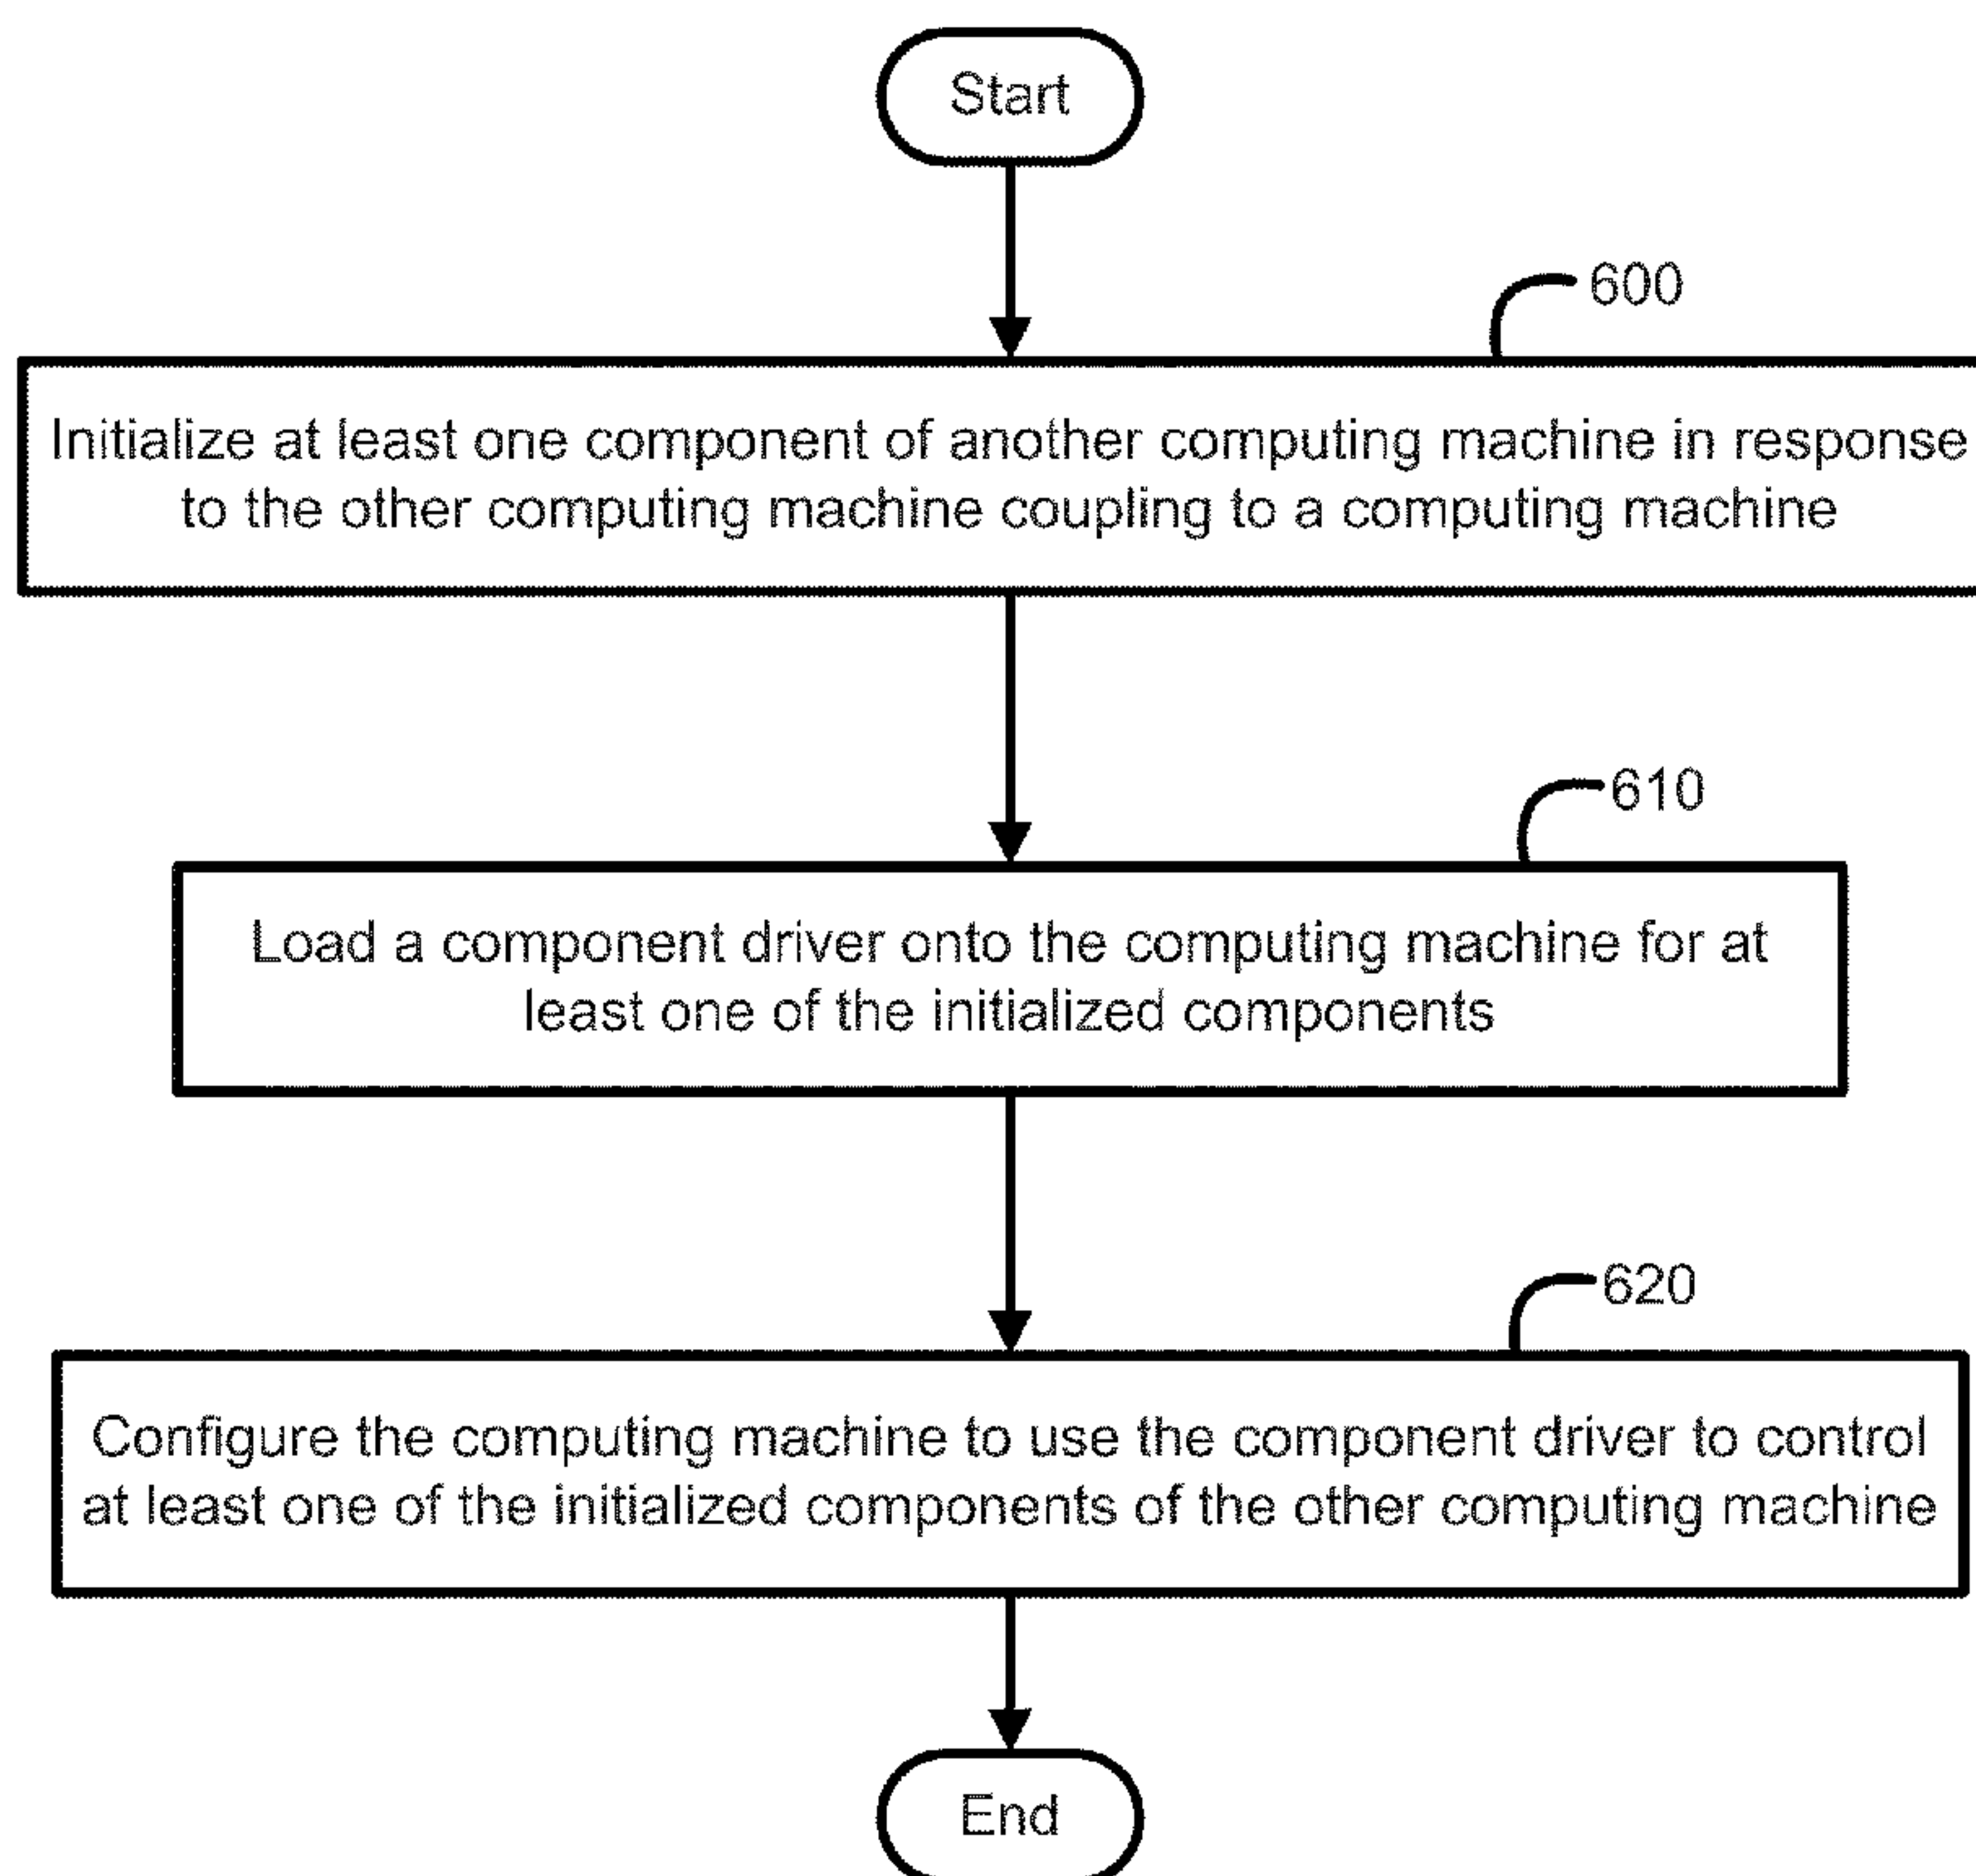 Start
600
Initialize at least one component of another computing machine in response
to the other computing machine coupling to a computing machine
610
Load a component driver onto the computing machine for at
least one of the initialized components
620
Configure the computing machine to use the component driver to control
at least one of the initialized components of the other computing machine
End